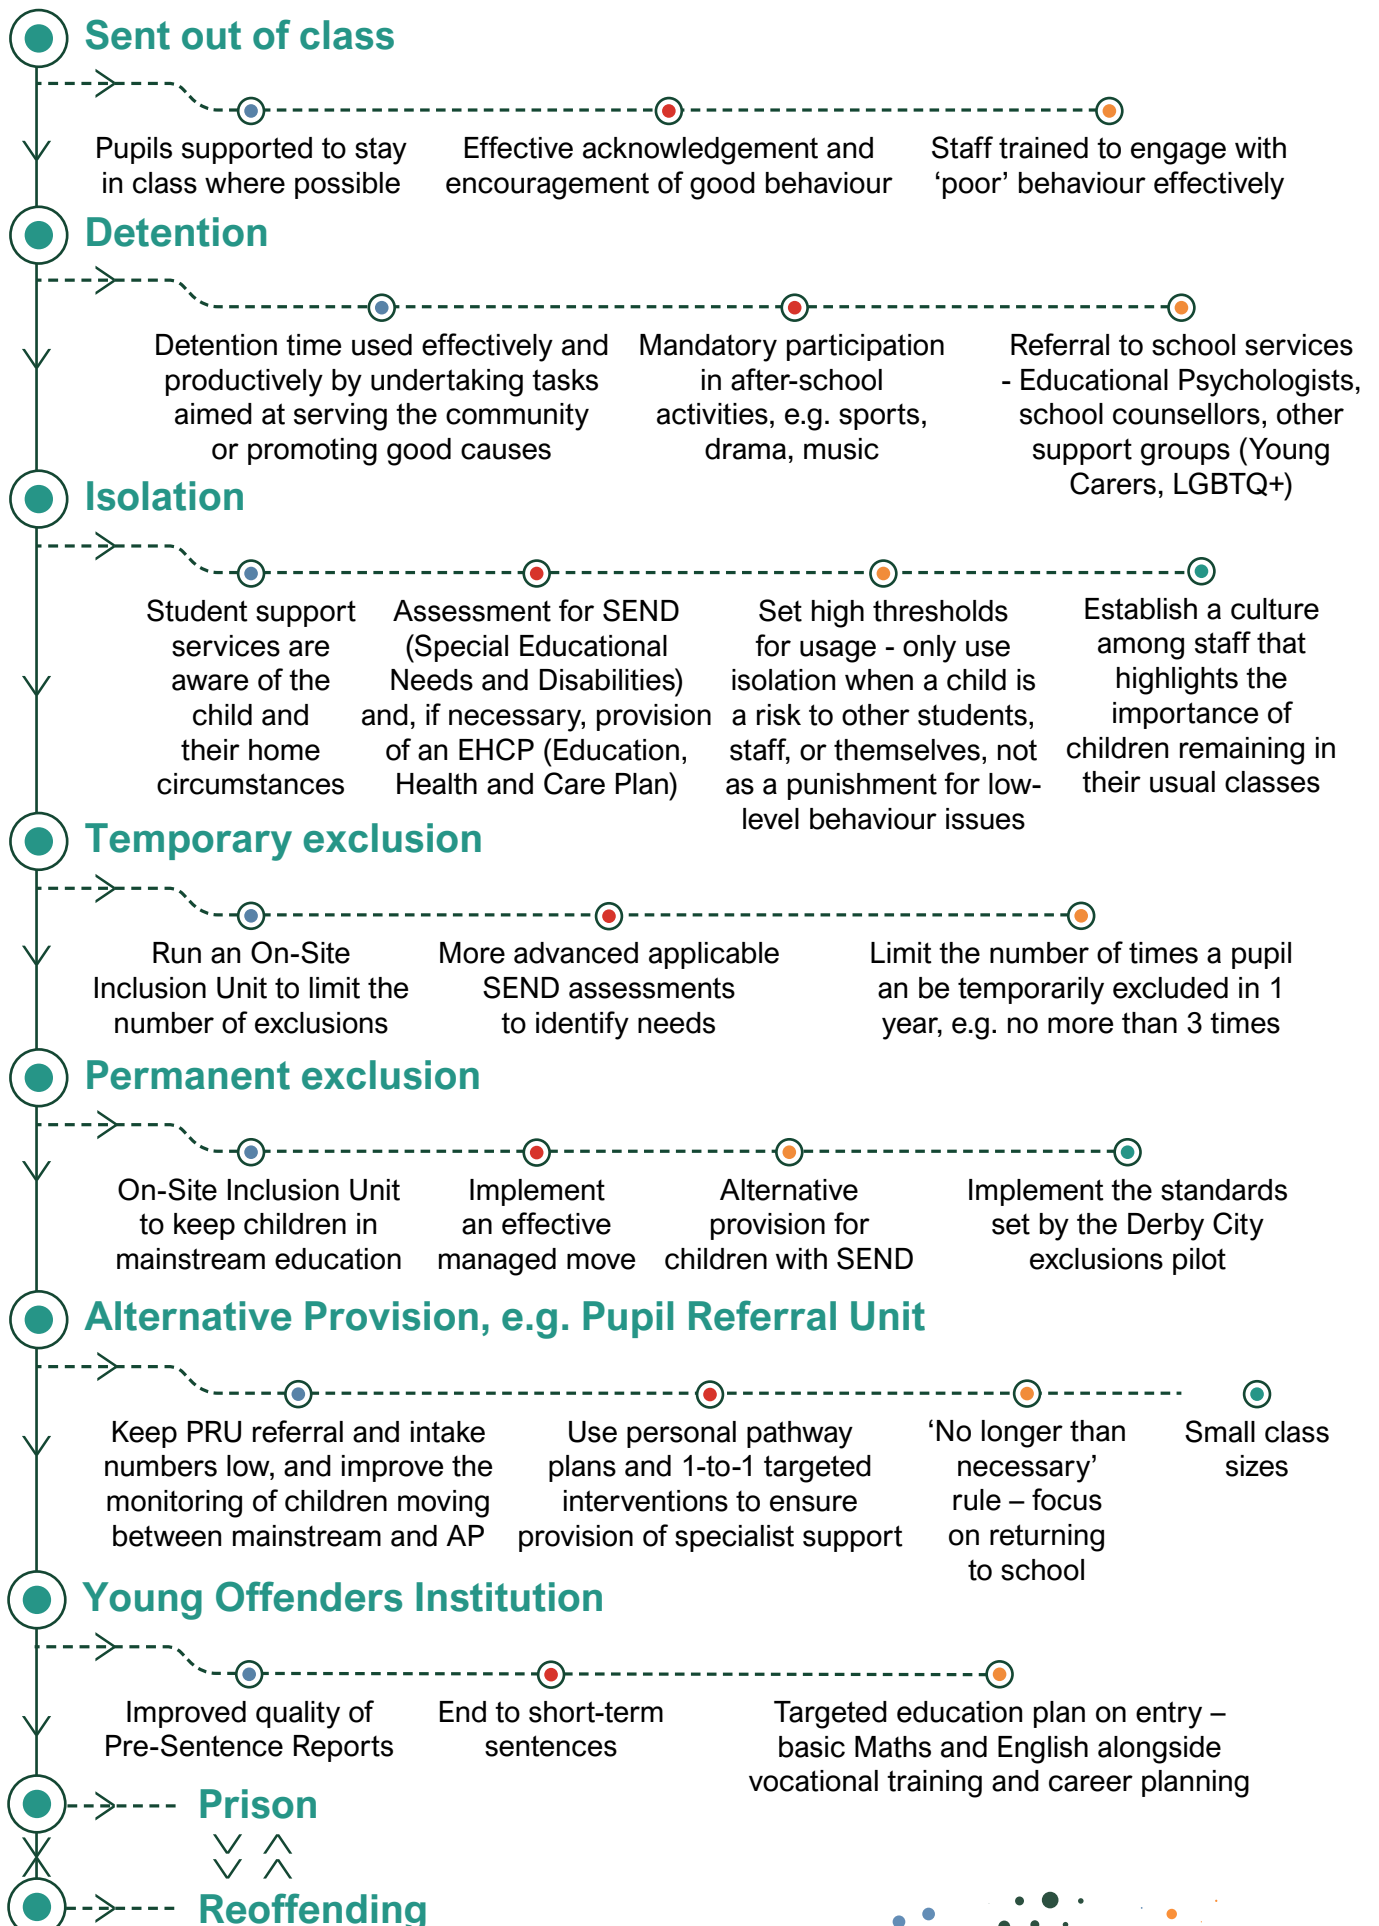 Sent out of class
Pupils supported to stay
in class where possible
Effective acknowledgement and
encouragement of good behaviour
Staff trained to engage with
‘poor’ behaviour effectively
Detention
Detention time used effectively and
productively by undertaking tasks
aimed at serving the community
or promoting good causes
Mandatory participation
in after-school
activities, e.g. sports,
drama, music
Referral to school services
- Educational Psychologists,
school counsellors, other
support groups (Young
Carers, LGBTQ+)
Isolation
Student support
services are
aware of the
child and
their home
circumstances
Assessment for SEND
(Special Educational
Needs and Disabilities)
and, if necessary, provision
of an EHCP (Education,
Health and Care Plan)
Set high thresholds
for usage - only use
isolation when a child is
a risk to other students,
staff, or themselves, not
as a punishment for low-
level behaviour issues
Establish a culture
among staff that
highlights the
importance of
children remaining in
their usual classes
Temporary exclusion
Run an On-Site
Inclusion Unit to limit the
number of exclusions
More advanced applicable
SEND assessments
to identify needs
Limit the number of times a pupil
an be temporarily excluded in 1
year, e.g. no more than 3 times
Permanent exclusion
On-Site Inclusion Unit
to keep children in
mainstream education
Implement
an effective
managed move
Alternative
provision for
children with SEND
Implement the standards
set by the Derby City
exclusions pilot
Alternative Provision, e.g. Pupil Referral Unit
Keep PRU referral and intake
numbers low, and improve the
monitoring of children moving
between mainstream and AP
Use personal pathway
plans and 1-to-1 targeted
interventions to ensure
provision of specialist support
‘No longer than
necessary’
rule – focus
on returning
to school
Small class
sizes
Young Offenders Institution
Improved quality of
Pre-Sentence Reports
End to short-term
sentences
Targeted education plan on entry –
basic Maths and English alongside
vocational training and career planning
Prison
Reoffending